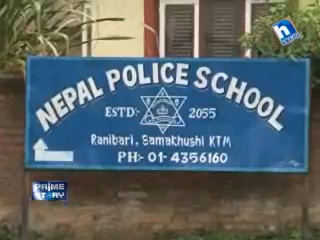 h
NEPAL POLICE SCHOOL
ESTD:- 2055
Ranibari, Samakhushi KTM
PH:- 01-4356160
PRIME
STORY